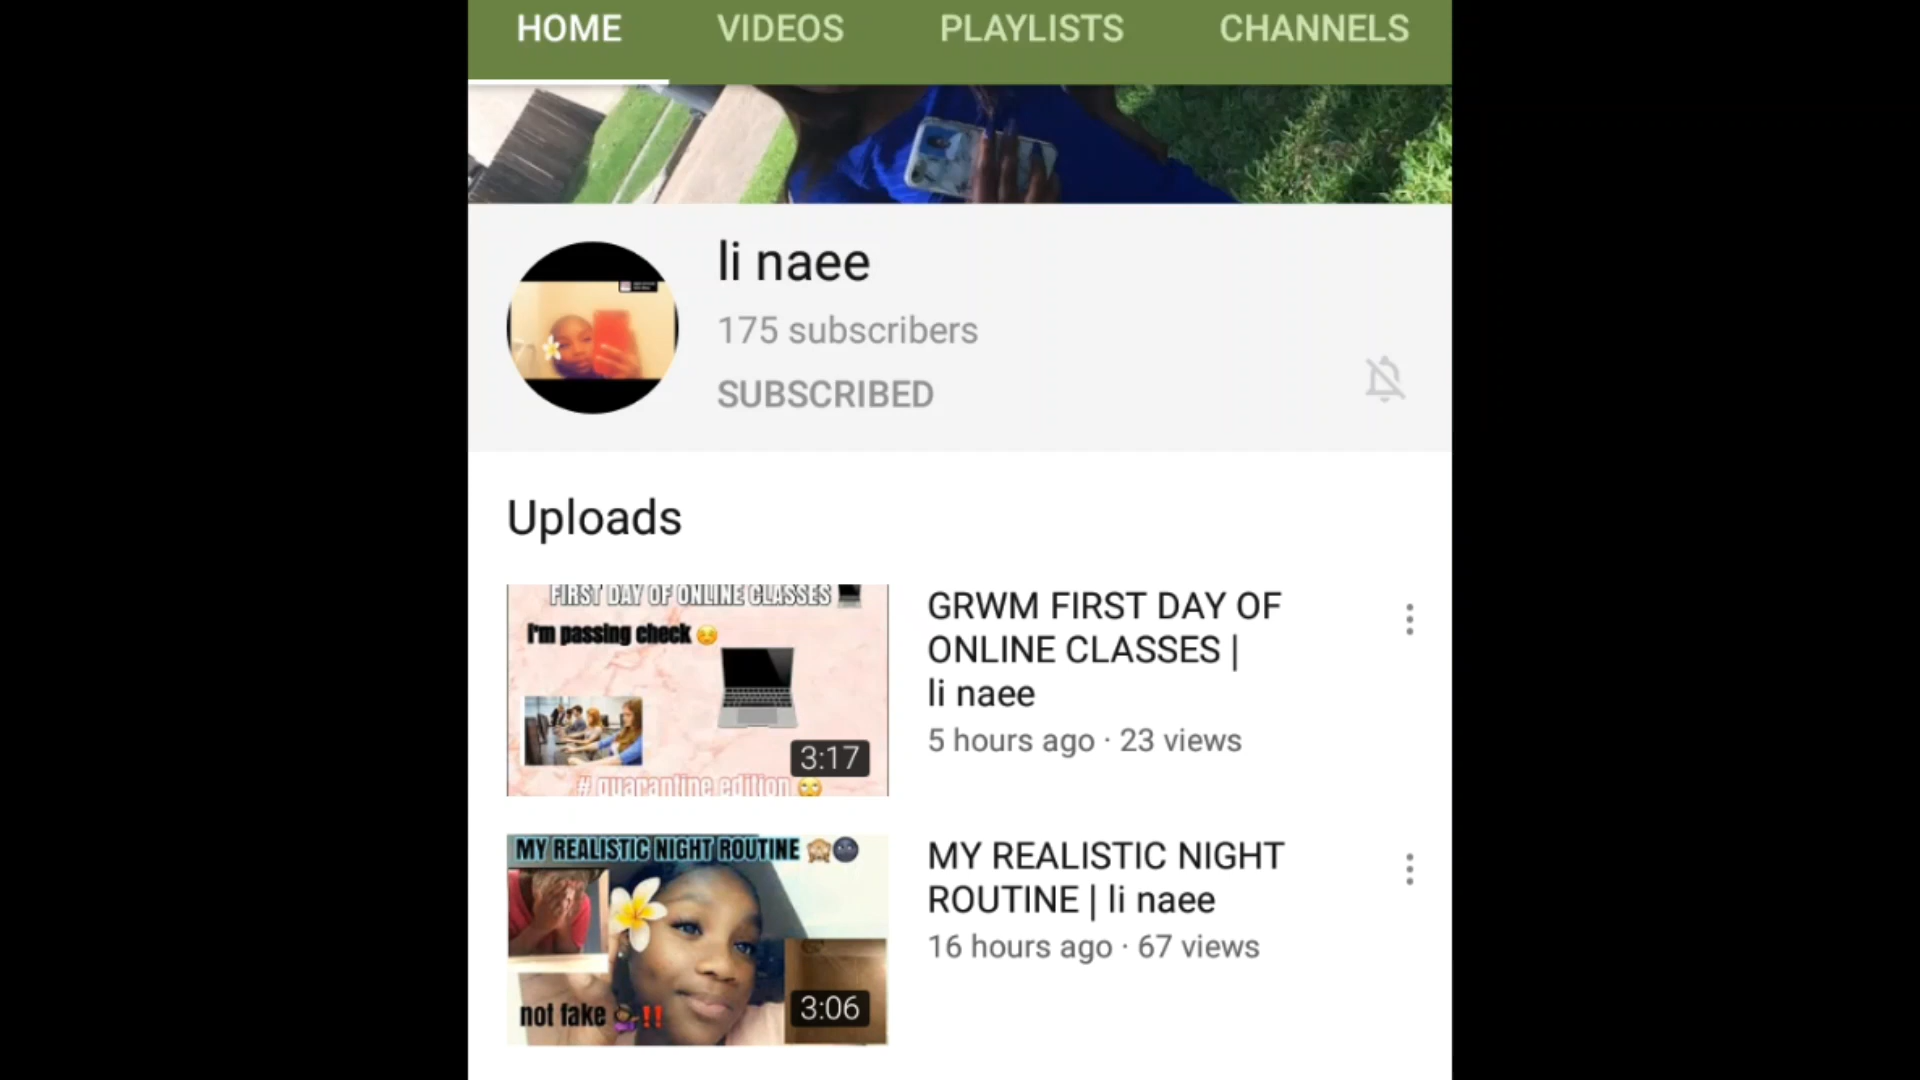 HOME VIDEOS PLAYLISTS CHANNELS
li naee
175 subscribers
SUBSCRIBED
Uploads
FIRST DAY OF ONLINE CLASSES
I'm passing check
3:17
# quarantine edition
GRWM FIRST DAY OF
ONLINE CLASSES |
li naee
5 hours ago · 23 views
MY REALISTIC NIGHT ROUTINE
not fake
3:06
MY REALISTIC NIGHT
ROUTINE | li naee
16 hours ago · 67 views